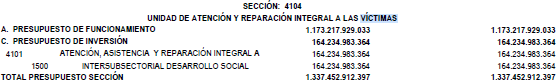 SECCIÓN: 4104
UNIDAD DE ATENCIÓN Y REPARACIÓN INTEGRAL A LAS VÍCTIMAS
A. PRESUPUESTO DE FUNCIONAMIENTO 1.173.217.929.033 1.173.217.929.033
C. PRESUPUESTO DE INVERSIÓN 164.234.983.364 164.234.983.364
4101 ATENCIÓN, ASISTENCIA Y REPARACIÓN INTEGRAL A 164.234.983.364 164.234.983.364
1500 INTERSUBSECTORIAL DESARROLLO SOCIAL 164.234.983.364 164.234.983.364
TOTAL PRESUPUESTO SECCIÓN 1.337.452.912.397 1.337.452.912.397